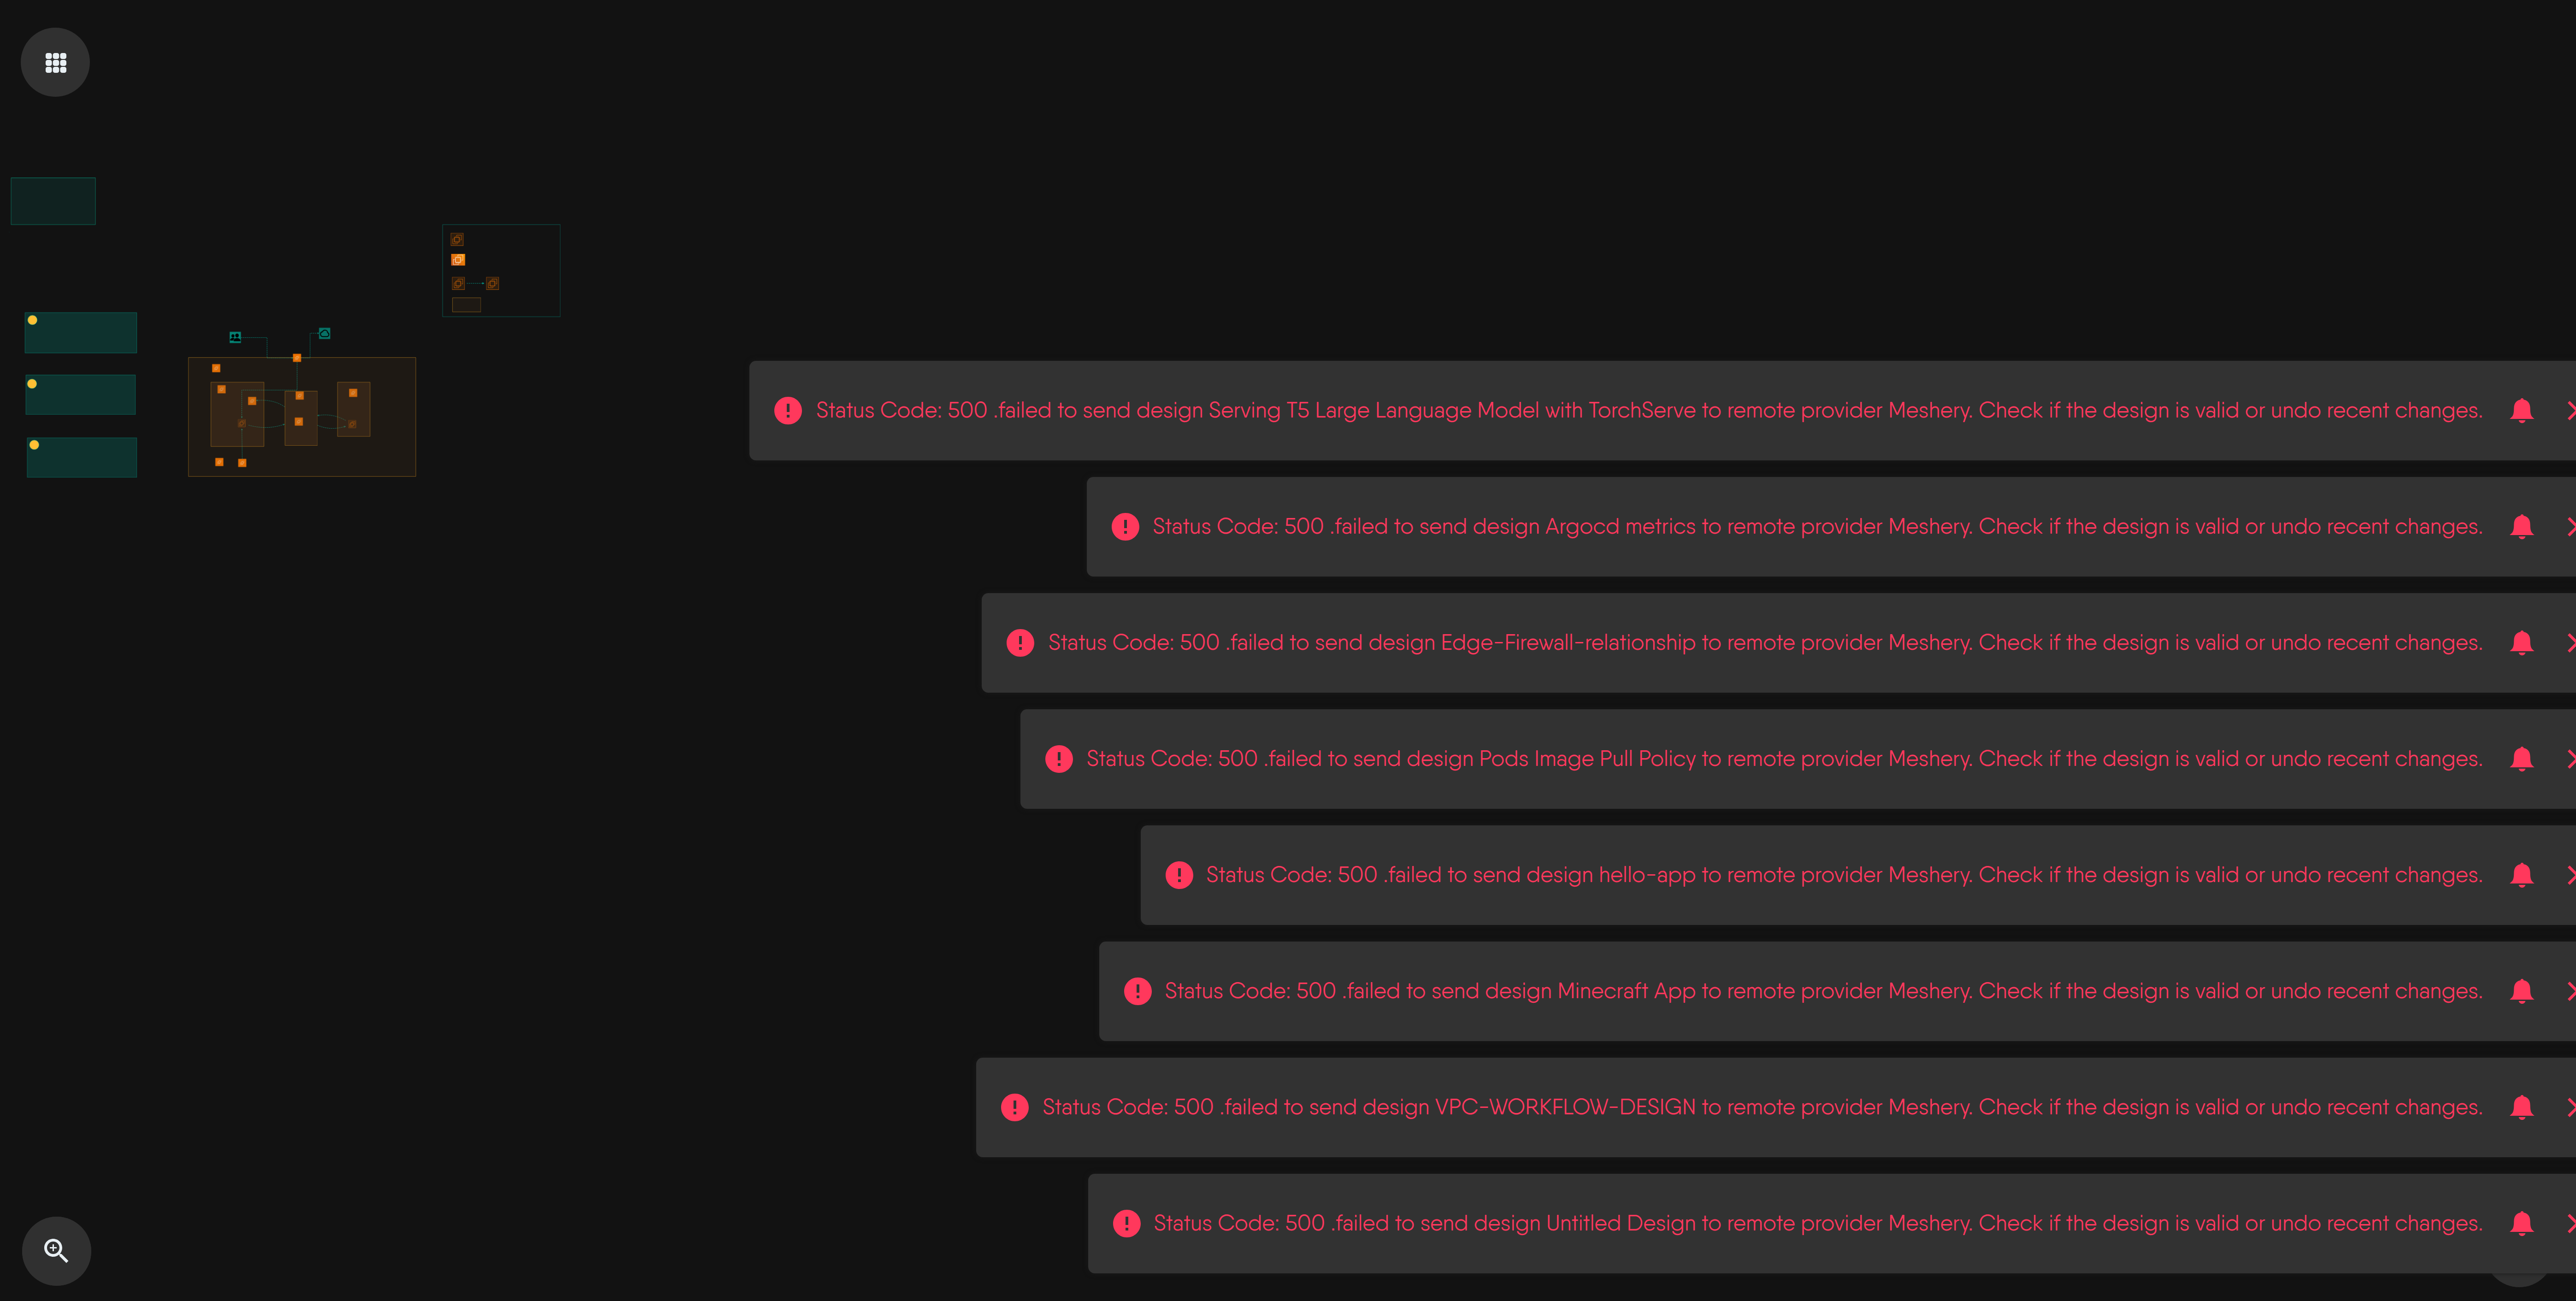 Status Code: 500 .failed to send design Serving T5 Large Language Model with TorchServe to remote provider Meshery. Check if the design is valid or undo recent changes.
Status Code: 500 .failed to send design Argocd metrics to remote provider Meshery. Check if the design is valid or undo recent changes.
Status Code: 500 .failed to send design Edge-Firewall-relationship to remote provider Meshery. Check if the design is valid or undo recent changes.
Status Code: 500 .failed to send design Pods Image Pull Policy to remote provider Meshery. Check if the design is valid or undo recent changes.
Status Code: 500 .failed to send design hello-app to remote provider Meshery. Check if the design is valid or undo recent changes.
Status Code: 500 .failed to send design Minecraft App to remote provider Meshery. Check if the design is valid or undo recent changes.
Status Code: 500 .failed to send design VPC-WORKFLOW-DESIGN to remote provider Meshery. Check if the design is valid or undo recent changes.
Status Code: 500 .failed to send design Untitled Design to remote provider Meshery. Check if the design is valid or undo recent changes.